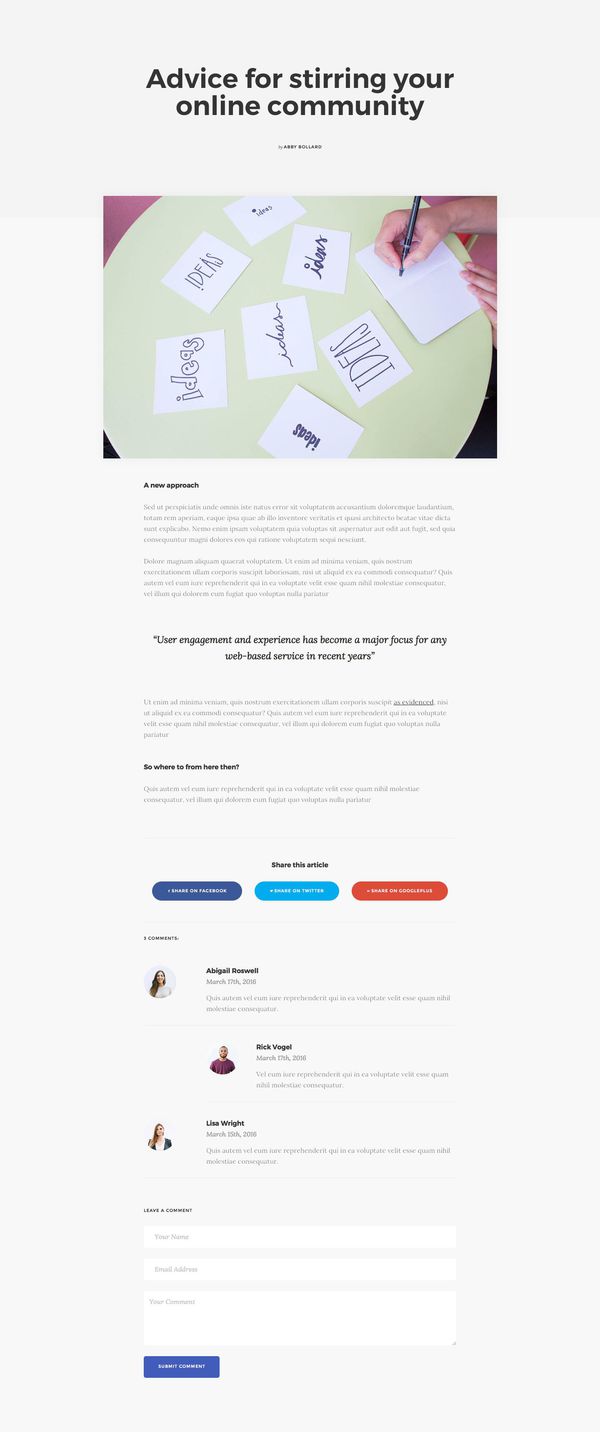 Advice for stirring your
online community
by ABBY BOLLARD
ideas
IDEAS
ideas
ideas
ideas
IDEAS
ideas
A new approach
Sed ut perspiciatis unde omnis iste natus error sit voluptatem accusantium doloremque laudantium,
totam rem aperiam, eaque ipsa quae ab illo inventore veritatis et quasi architecto beatae vitae dicta
sunt explicabo. Nemo enim ipsam voluptatem quia voluptas sit aspernatur aut odit aut fugit, sed quia
consequuntur magni dolores eos qui ratione voluptatem sequi nesciunt.
Dolore magnam aliquam quaerat voluptatem. Ut enim ad minima veniam, quis nostrum
exercitationem ullam corporis suscipit laboriosam, nisi ut aliquid ex ea commodi consequatur? Quis
autem vel eum iure reprehenderit qui in ea voluptate velit esse quam nihil molestiae consequatur,
vel illum qui dolorem eum fugiat quo voluptas nulla pariatur
“User engagement and experience has become a major focus for any
web-based service in recent years”
Ut enim ad minima veniam, quis nostrum exercitationem ullam corporis suscipit as evidenced, nisi
ut aliquid ex ea commodi consequatur? Quis autem vel eum iure reprehenderit qui in ea voluptate
velit esse quam nihil molestiae consequatur, vel illum qui dolorem eum fugiat quo voluptas nulla
pariatur
So where to from here then?
Quis autem vel eum iure reprehenderit qui in ea voluptate velit esse quam nihil molestiae
consequatur, vel illum qui dolorem eum fugiat quo voluptas nulla pariatur
Share this article
SHARE ON FACEBOOK
SHARE ON TWITTER
SHARE ON GOOGLEPLUS
3 COMMENTS:
Abigail Roswell
March 17th, 2016
Quis autem vel eum iure reprehenderit qui in ea voluptate velit esse quam nihil
molestiae consequatur.
Rick Vogel
March 17th, 2016
Vel eum iure reprehenderit qui in ea voluptate velit esse quam
nihil molestiae consequatur.
Lisa Wright
March 15th, 2016
Quis autem vel eum iure reprehenderit qui in ea voluptate velit esse quam nihil
molestiae consequatur.
LEAVE A COMMENT
Your Name
Email Address
Your Comment
SUBMIT COMMENT